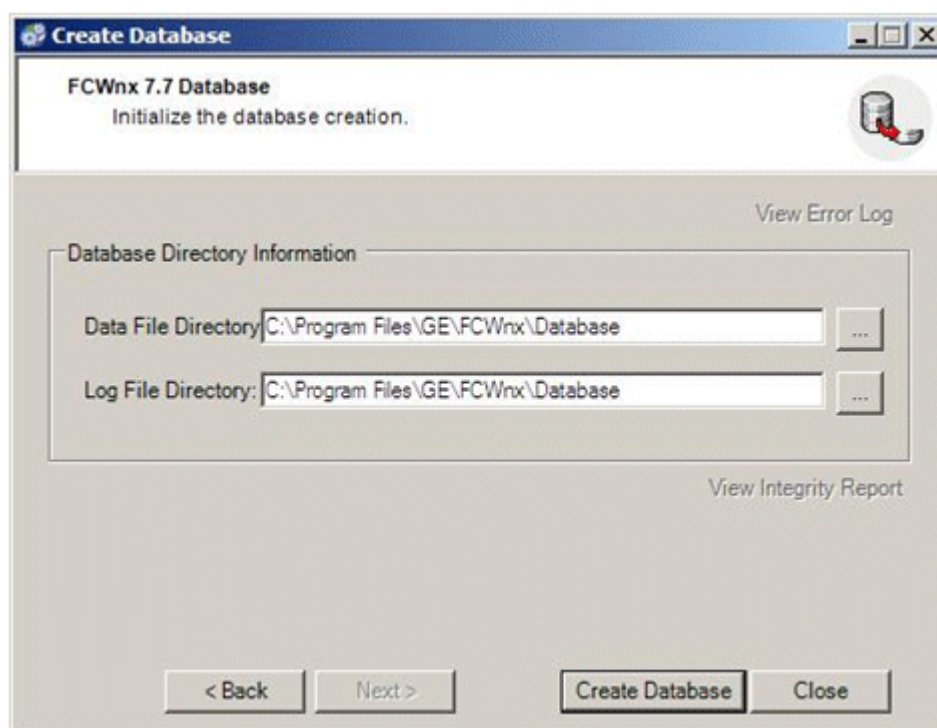 Create Database
FCWnx 7.7 Database
Initialize the database creation.
View Error Log
Database Directory Information
Data File Directory C:\Program Files\GE\FCWnx\Database ...
Log File Directory: C:\Program Files\GE\FCWnx\Database ...
View Integrity Report
< Back Next > Create Database Close